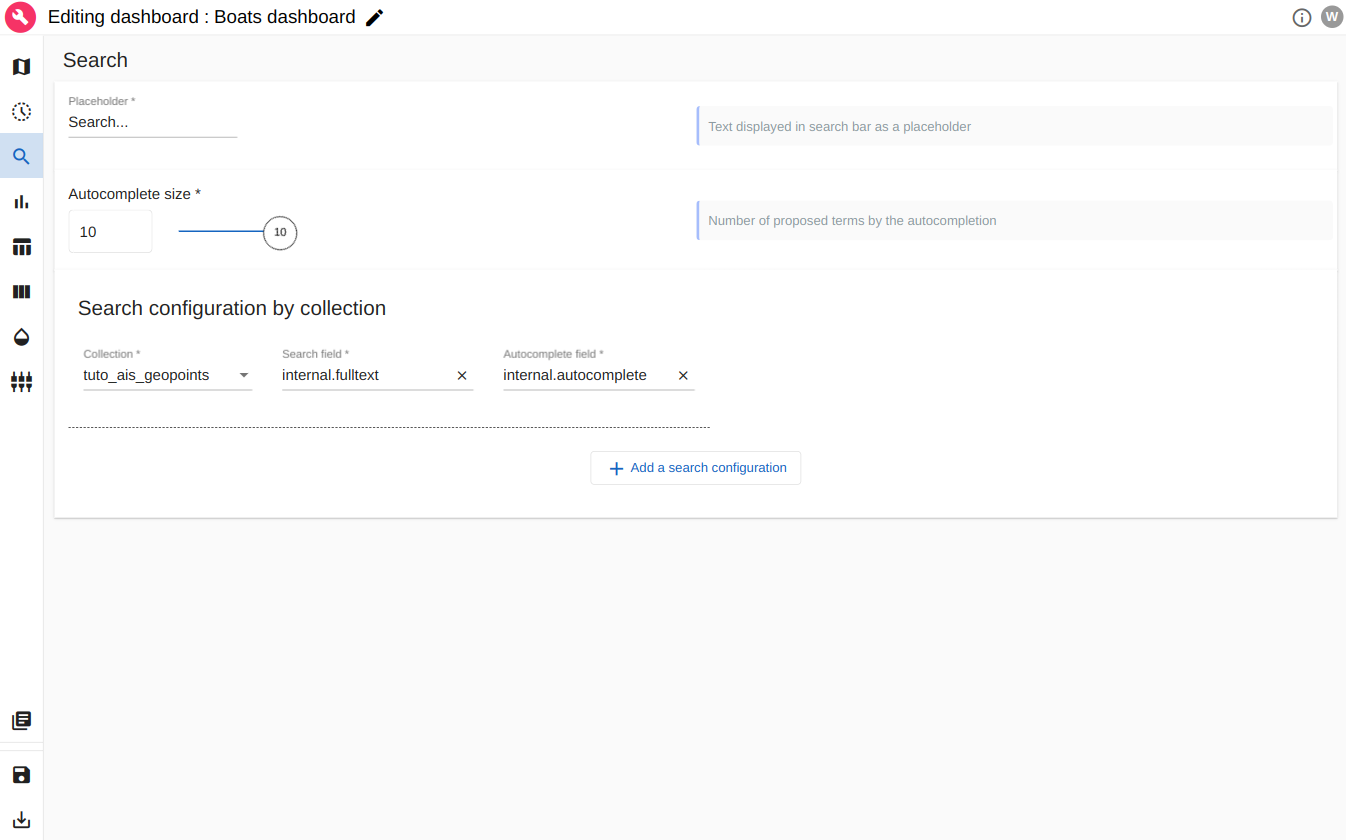 Editing dashboard : Boats dashboard
W
Search
Placeholder *
Search...
Text displayed in search bar as a placeholder
Autocomplete size *
10
10
Number of proposed terms by the autocompletion
Search configuration by collection
Collection *
Search field *
Autocomplete field *
tuto_ais_geopoints
internal.fulltext
internal.autocomplete
Add a search configuration